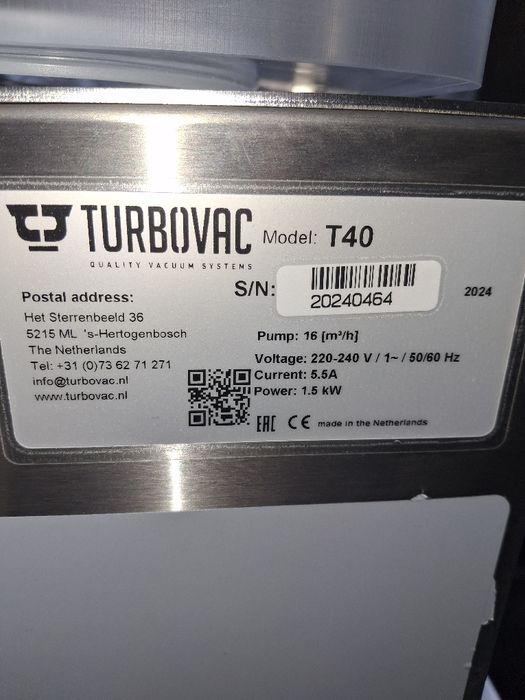 TURBOVAC
QUALITY VACUUM SYSTEMS
Model: T40
S/N: 20240464
2024
Postal address:
Het Sterrenbeeld 36
5215 ML 's-Hertogenbosch
The Netherlands
Tel: +31 (0)73 62 71 271
info@turbovac.nl
www.turbovac.nl
Pump: 16 [m³/h]
Voltage: 220-240 V / 1~ / 50/60 Hz
Current: 5.5A
Power: 1.5 kW
EAC CE made in the Netherlands